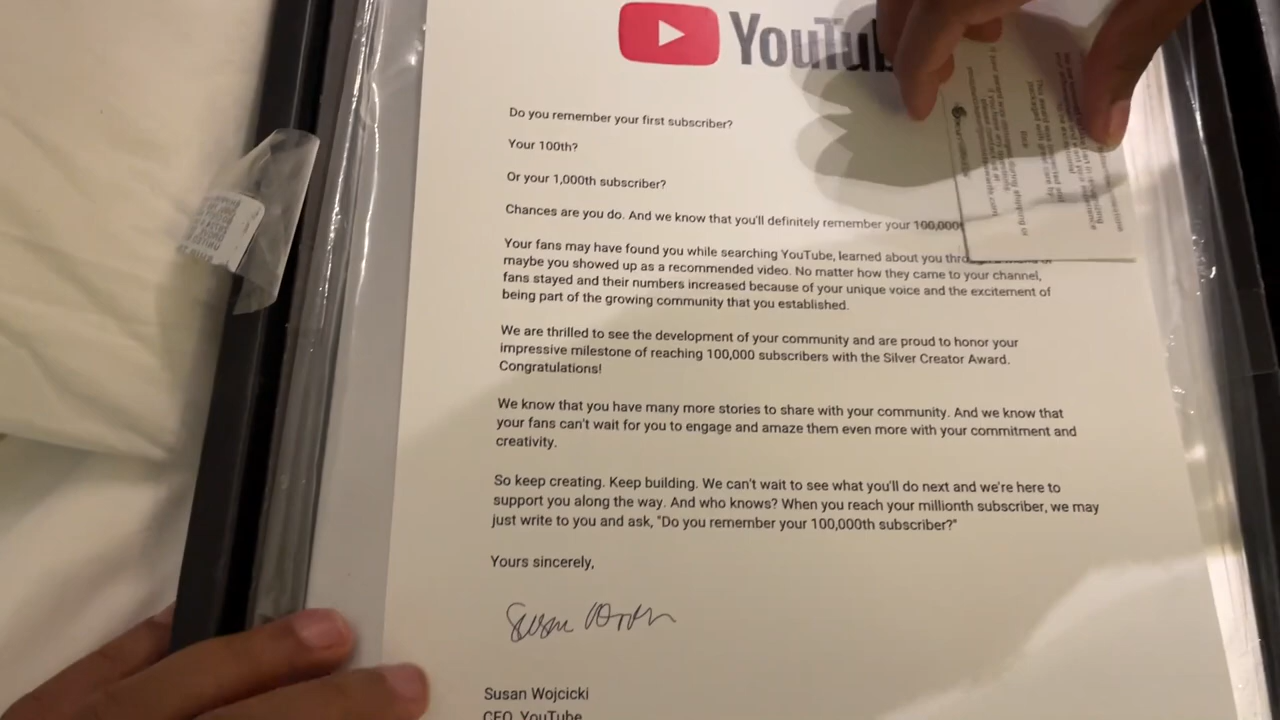 YouTub
Do you remember your first subscriber?
Your 100th?
Or your 1,000th subscriber?
Chances are you do. And we know that you'll definitely remember your 100,000
Your fans may have found you while searching YouTube, learned about you
maybe you showed up as a recommended video. No matter how they came to your channel,
fans stayed and their numbers increased because of your unique voice and the excitement of
being part of the growing community that you established.
We are thrilled to see the development of your community and are proud to honor your
impressive milestone of reaching 100,000 subscribers with the Silver Creator Award.
Congratulations!
We know that you have many more stories to share with your community. And we know that
your fans can't wait for you to engage and amaze them even more with your commitment and
creativity.
So keep creating. Keep building. We can't wait to see what you'll do next and we're here to
support you along the way. And who knows? When you reach your millionth subscriber, we may
just write to you and ask, "Do you remember your 100,000th subscriber?"
Yours sincerely,
Susan Wojcicki
CEO, YouTube